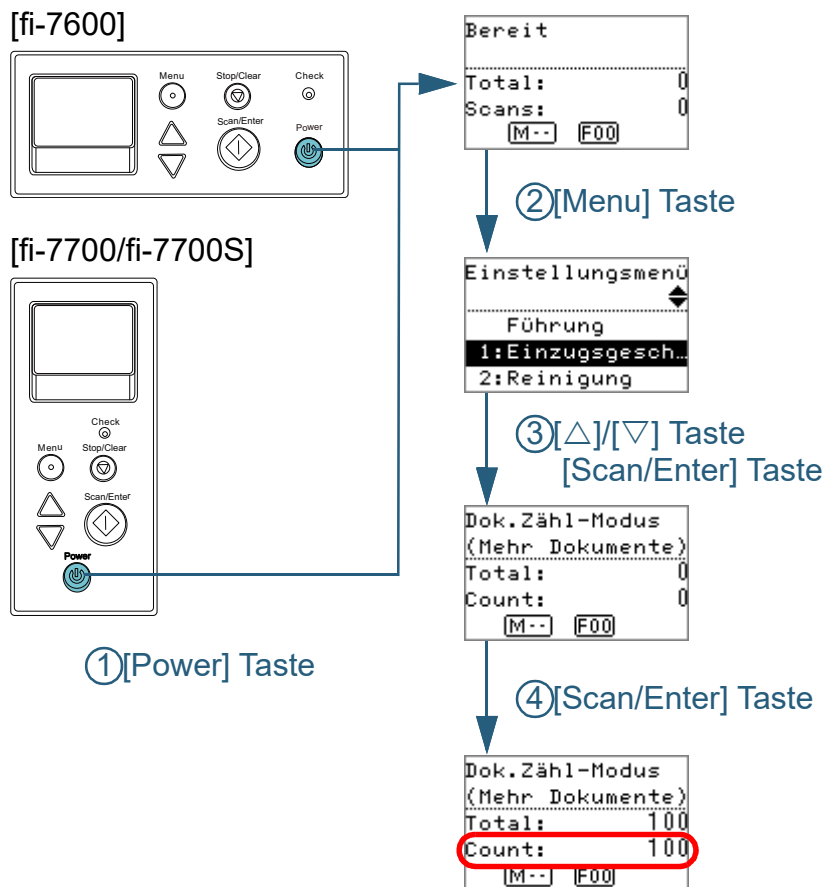 [fi-7600]
Menu
Stop/Clear
Check
Scan/Enter
Power
[fi-7700/fi-7700S]
Check
Menu
Stop/Clear
Scan/Enter
Power
①[Power] Taste
Bereit
Total: 0
Scans: 0
M-- F00
②[Menu] Taste
Einstellungsmenü
Führung
1:Einzugsgesch…
2:Reinigung
③[△]/[▽] Taste
[Scan/Enter] Taste
Dok.Zähl-Modus
(Mehr Dokumente)
Total: 0
Count: 0
M-- F00
④[Scan/Enter] Taste
Dok.Zähl-Modus
(Mehr Dokumente)
Total: 100
Count: 100
M-- F00